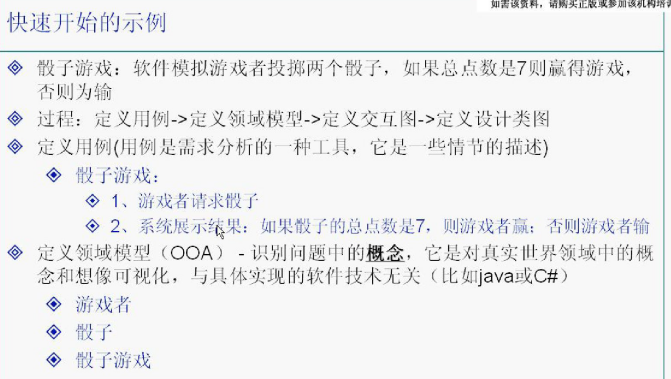 如需该资料，请购买正版或参加该机构培训
快速开始的示例
骰子游戏：软件模拟游戏者投掷两个骰子，如果总点数是7则赢得游戏，
否则为输
过程：定义用例->定义领域模型->定义交互图->定义设计类图
定义用例(用例是需求分析的一种工具，它是一些情节的描述)
骰子游戏：
1、游戏者请求骰子
2、系统展示结果：如果骰子的总点数是7，则游戏者赢；否则游戏者输
定义领域模型（OOA） - 识别问题中的概念，它是对真实世界领域中的概
念和想像可视化，与具体实现的软件技术无关（比如java或C#）
游戏者
骰子
骰子游戏